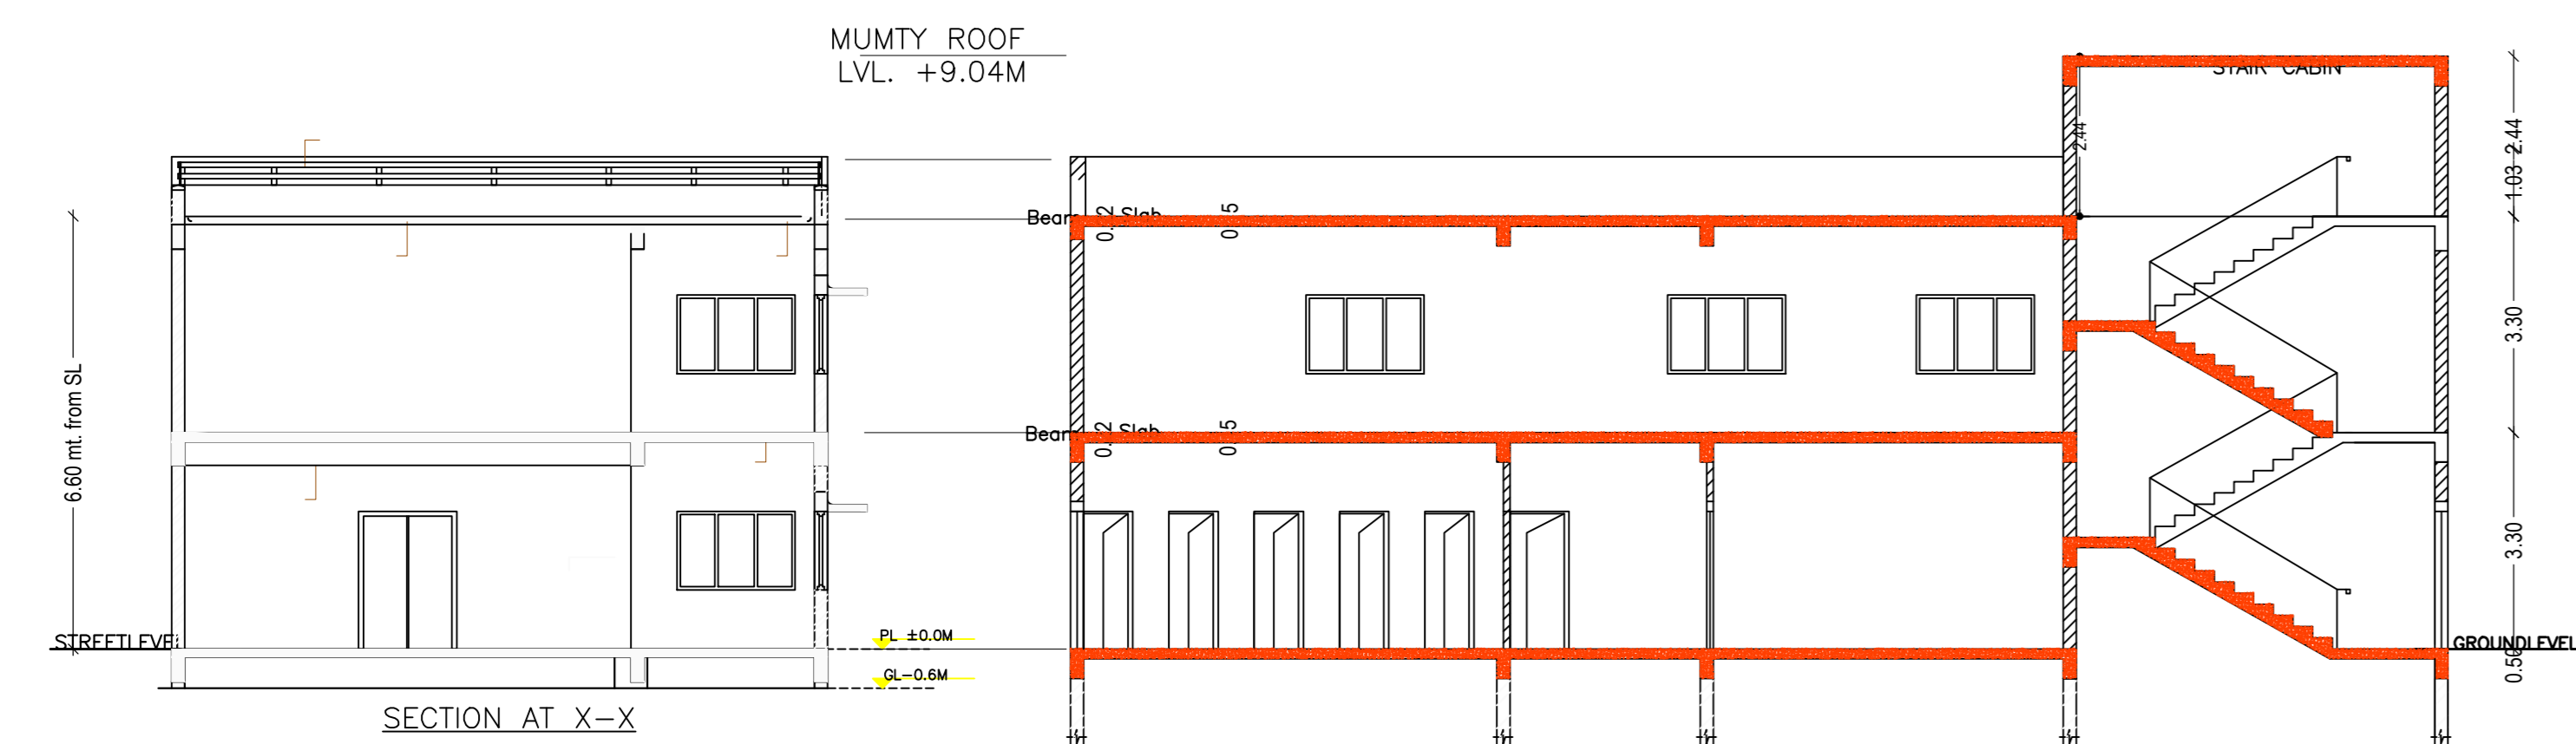 MUMTY ROOF
LVL. +9.04M
STAIR CABIN
2.44
2.44
1.03
Slab
0.5
3.30
6.60 mt. from SL
Slab
3.30
STREETLEVEL
PL ±0.0M
GROUNDLEVEL
GL-0.6M
0.50
SECTION AT X-X